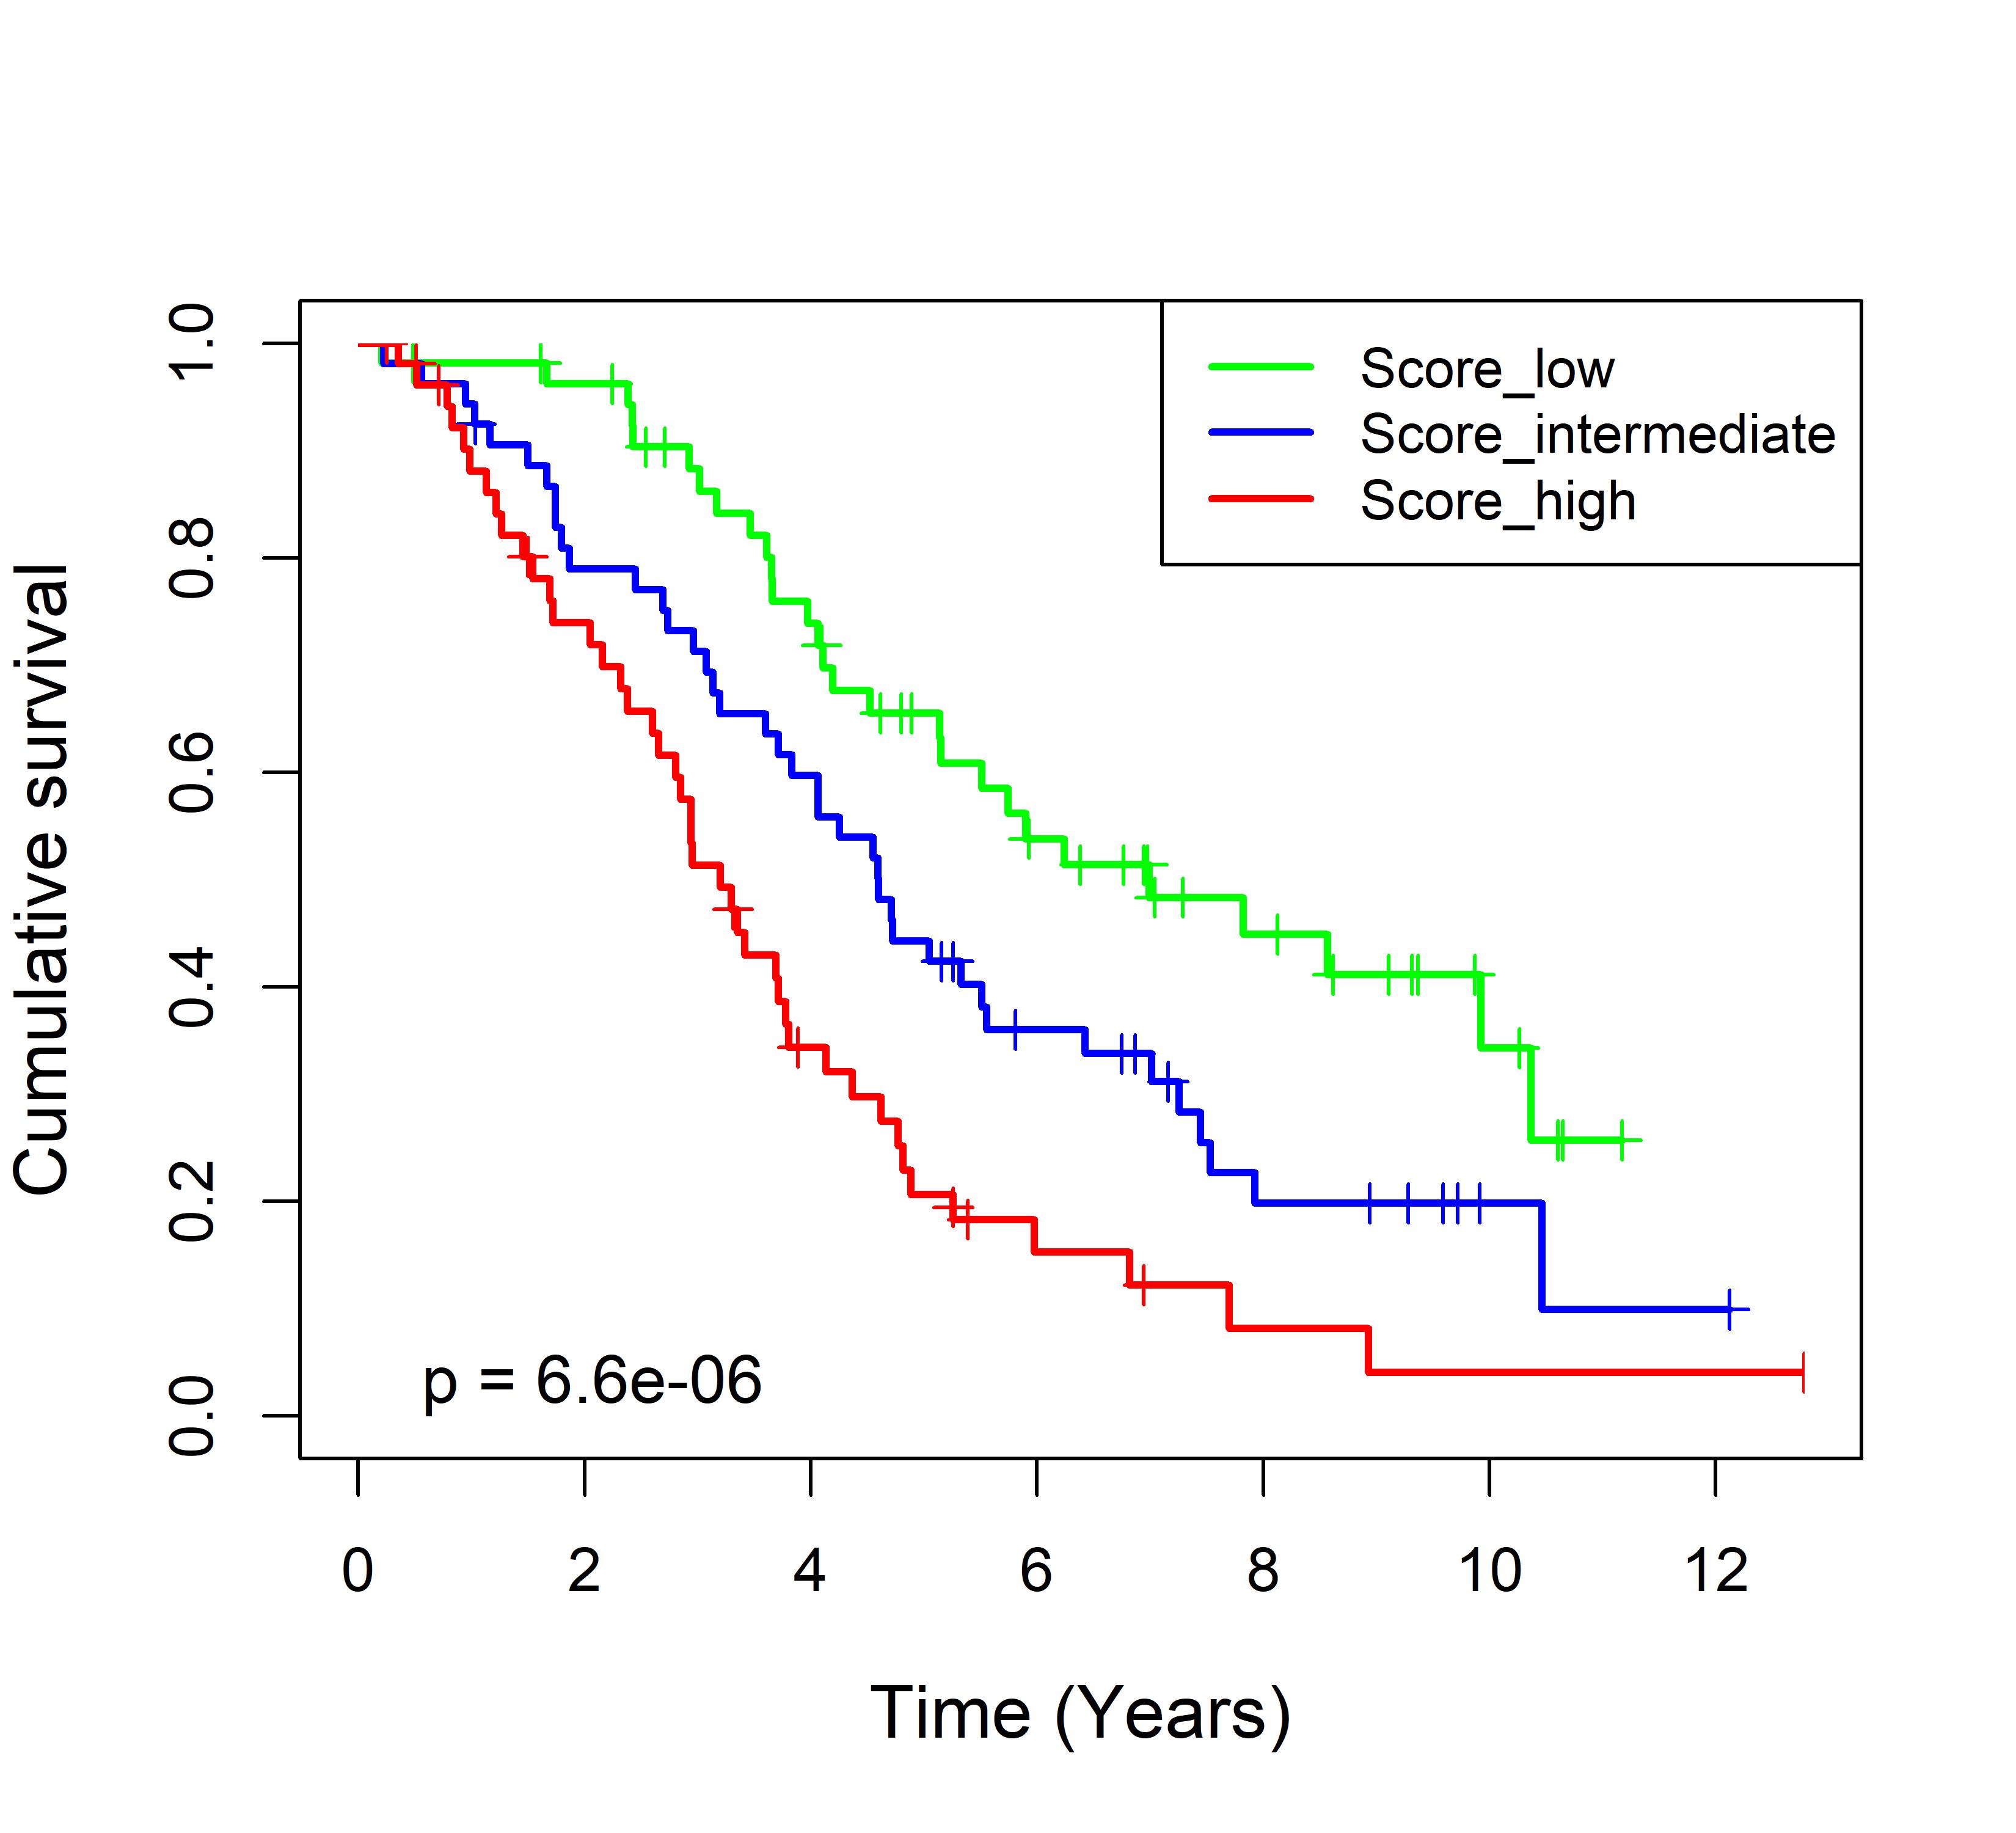 Cumulative survival
1.0
0.8
0.6
0.4
0.2
0.0
Score_low
Score_intermediate
Score_high
p = 6.6e-06
0 2 4 6 8 10 12
Time (Years)